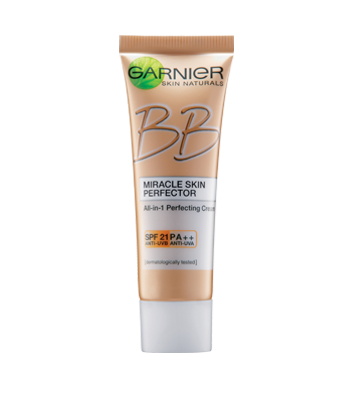 GARNIER
SKIN NATURALS
BB
MIRACLE SKIN
PERFECTOR
All-in-1 Perfecting Cream
SPF 21 PA++
ANTI-UVB ANTI-UVA
[dermatologically tested]